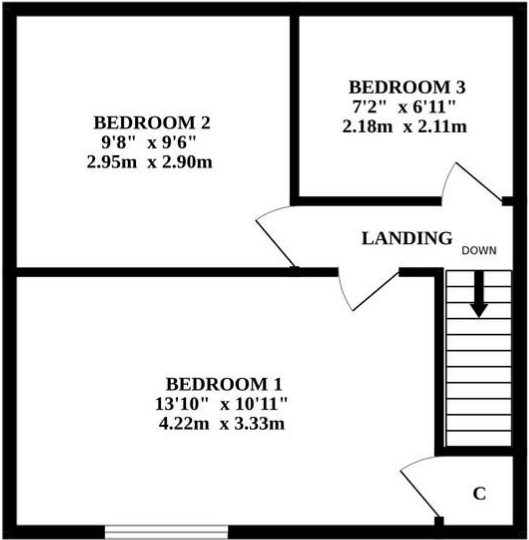 BEDROOM 2
9'8" x 9'6"
2.95m x 2.90m
BEDROOM 3
7'2" x 6'11"
2.18m x 2.11m
LANDING
DOWN
BEDROOM 1
13'10" x 10'11"
4.22m x 3.33m
C